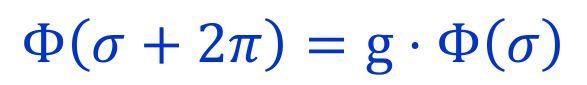 Φ(σ + 2π) = g · Φ(σ)